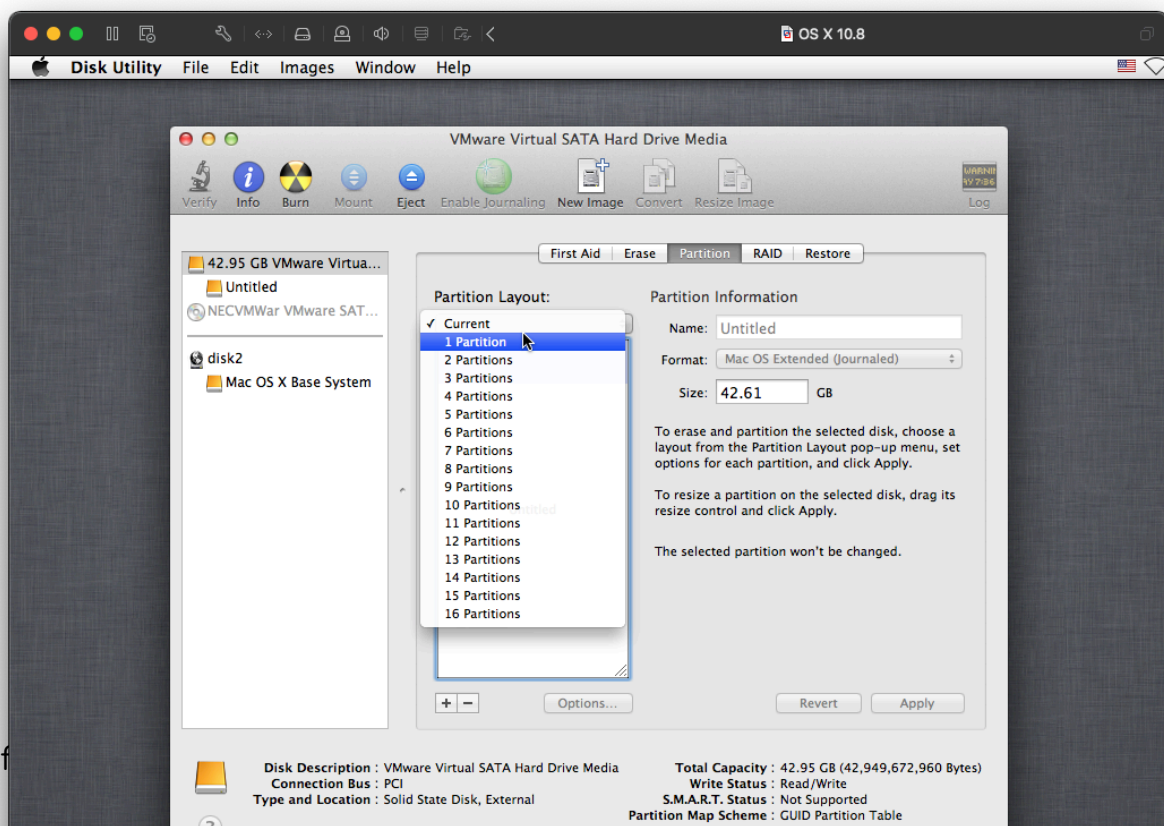 OS X 10.8
Disk Utility File Edit Images Window Help
VMware Virtual SATA Hard Drive Media
Verify Info Burn Mount Eject Enable Journaling New Image Convert Resize Image Log
WARNIN
AY 7:36
First Aid Erase Partition RAID Restore
42.95 GB VMware Virtua...
Untitled
NECVMWar VMware SAT...
disk2
Mac OS X Base System
Partition Layout:
✓ Current
1 Partition
2 Partitions
3 Partitions
4 Partitions
5 Partitions
6 Partitions
7 Partitions
8 Partitions
9 Partitions
10 Partitions
11 Partitions
12 Partitions
13 Partitions
14 Partitions
15 Partitions
16 Partitions
+ −
Options...
Partition Information
Name: Untitled
Format: Mac OS Extended (Journaled)
Size: 42.61 GB
To erase and partition the selected disk, choose a
layout from the Partition Layout pop-up menu, set
options for each partition, and click Apply.
To resize a partition on the selected disk, drag its
resize control and click Apply.
The selected partition won't be changed.
Revert Apply
f
Disk Description : VMware Virtual SATA Hard Drive Media
Connection Bus : PCI
Type and Location : Solid State Disk, External
Total Capacity : 42.95 GB (42,949,672,960 Bytes)
Write Status : Read/Write
S.M.A.R.T. Status : Not Supported
Partition Map Scheme : GUID Partition Table
?